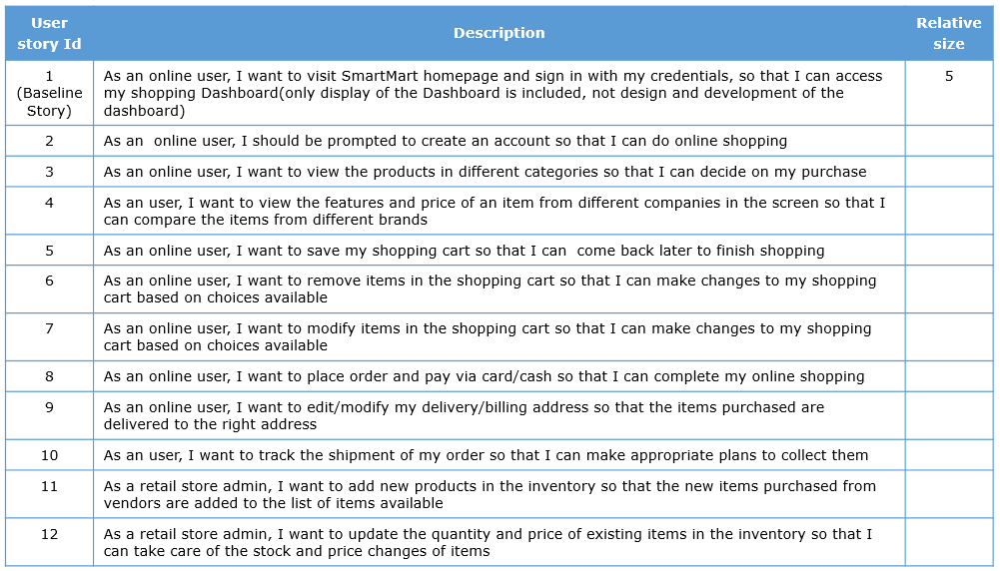 User
story Id
Description
Relative
size
1
(Baseline
Story)
As an online user, I want to visit SmartMart homepage and sign in with my credentials, so that I can access
my shopping Dashboard(only display of the Dashboard is included, not design and development of the
dashboard)
5
2
As an  online user, I should be prompted to create an account so that I can do online shopping
3
As an online user, I want to view the products in different categories so that I can decide on my purchase
4
As an user, I want to view the features and price of an item from different companies in the screen so that I
can compare the items from different brands
5
As an online user, I want to save my shopping cart so that I can  come back later to finish shopping
6
As an online user, I want to remove items in the shopping cart so that I can make changes to my shopping
cart based on choices available
7
As an online user, I want to modify items in the shopping cart so that I can make changes to my shopping
cart based on choices available
8
As an online user, I want to place order and pay via card/cash so that I can complete my online shopping
9
As an online user, I want to edit/modify my delivery/billing address so that the items purchased are
delivered to the right address
10
As an user, I want to track the shipment of my order so that I can make appropriate plans to collect them
11
As a retail store admin, I want to add new products in the inventory so that the new items purchased from
vendors are added to the list of items available
12
As a retail store admin, I want to update the quantity and price of existing items in the inventory so that I
can take care of the stock and price changes of items